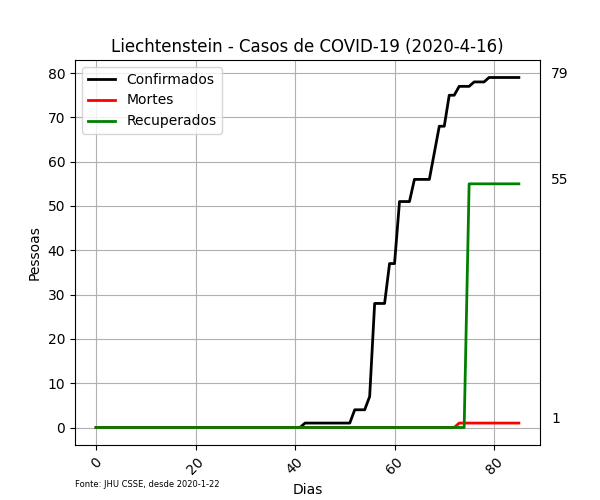 Liechtenstein - Casos de COVID-19 (2020-4-16)
Confirmados
Mortes
Recuperados
80
70
60
50
40
30
20
10
0
79
55
1
Pessoas
0 20 40 60 80
Dias
Fonte: JHU CSSE, desde 2020-1-22